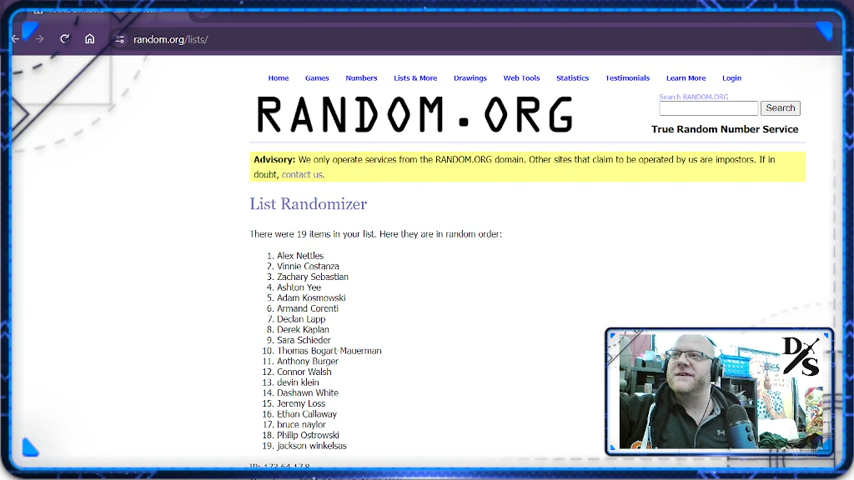 random.org/lists/
Home Games Numbers Lists & More Drawings Web Tools Statistics Testimonials Learn More Login
RANDOM.ORG
Search RANDOM.ORG
Search
True Random Number Service
Advisory: We only operate services from the RANDOM.ORG domain. Other sites that claim to be operated by us are impostors. If in
doubt, contact us.
List Randomizer
There were 19 items in your list. Here they are in random order:
1. Alex Nettles
2. Vinnie Costanza
3. Zachary Sebastian
4. Ashton Yee
5. Adam Kosmowski
6. Armand Corenti
7. Declan Lapp
8. Derek Kaplan
9. Sara Schieder
10. Thomas Bogart-Mauerman
11. Anthony Burger
12. Connor Walsh
13. devin klein
14. Dashawn White
15. Jeremy Loss
16. Ethan Callaway
17. bruce naylor
18. Philip Ostrowski
19. jackson winkelsas
D S